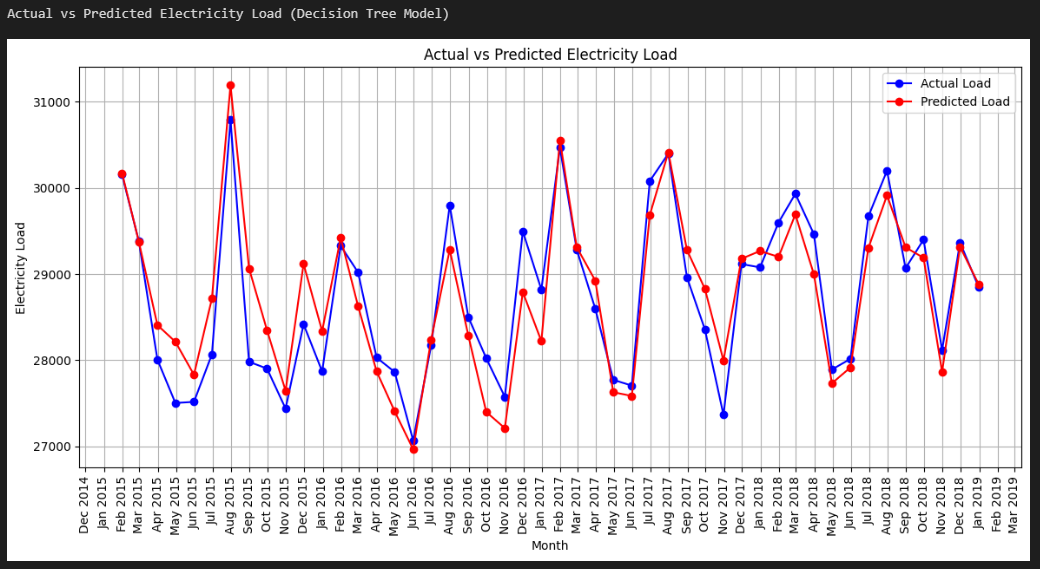 Actual vs Predicted Electricity Load (Decision Tree Model)
Actual vs Predicted Electricity Load
Actual Load
Predicted Load
31000
30000
29000
28000
27000
Electricity Load
Dec 2014
Jan 2015
Feb 2015
Mar 2015
Apr 2015
May 2015
Jun 2015
Jul 2015
Aug 2015
Sep 2015
Oct 2015
Nov 2015
Dec 2015
Jan 2016
Feb 2016
Mar 2016
Apr 2016
May 2016
Jun 2016
Jul 2016
Aug 2016
Sep 2016
Oct 2016
Nov 2016
Dec 2016
Jan 2017
Feb 2017
Mar 2017
Apr 2017
May 2017
Jun 2017
Jul 2017
Aug 2017
Sep 2017
Oct 2017
Nov 2017
Dec 2017
Jan 2018
Feb 2018
Mar 2018
Apr 2018
May 2018
Jun 2018
Jul 2018
Aug 2018
Sep 2018
Oct 2018
Nov 2018
Dec 2018
Jan 2019
Feb 2019
Mar 2019
Month